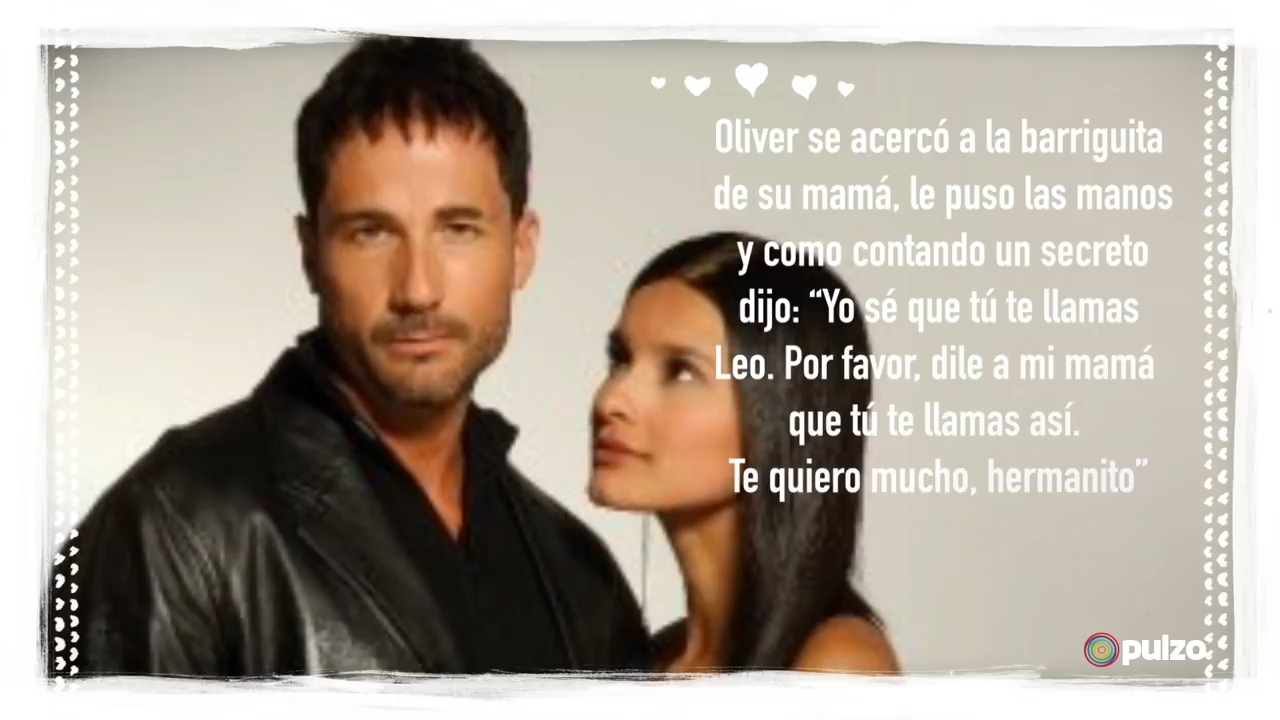 Oliver se acercó a la barriguita
de su mamá, le puso las manos
y como contando un secreto
dijo: “Yo sé que tú te llamas
Leo. Por favor, dile a mi mamá
que tú te llamas así.
Te quiero mucho, hermanito”
pulzo